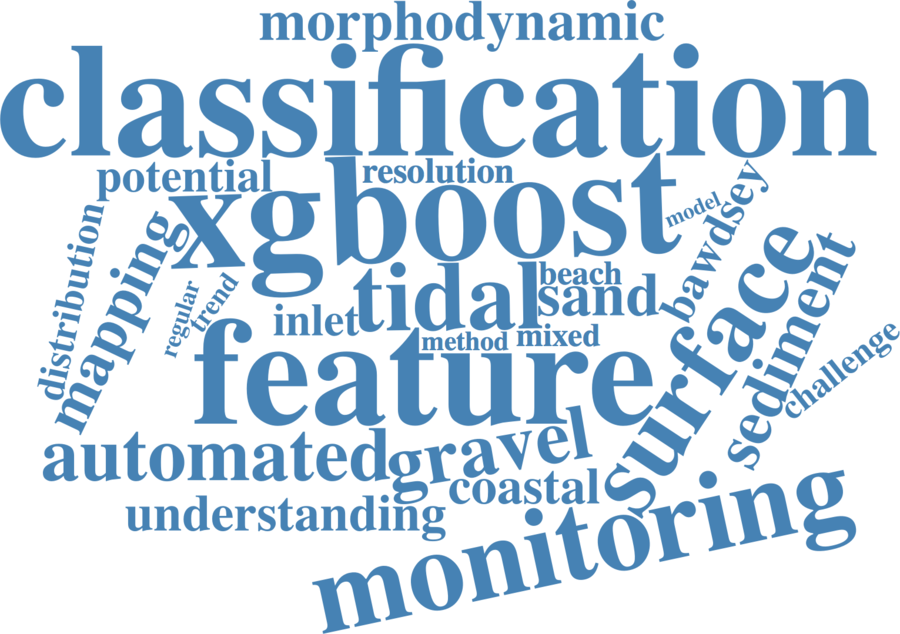 morphodynamic
classification
potential
resolution
xgboost
model
bawdsey
distribution
mapping
regular
trend
inlet
tidal
beach
sand
method
mixed
feature
surface
sediment
challenge
automated
gravel
coastal
understanding
monitoring